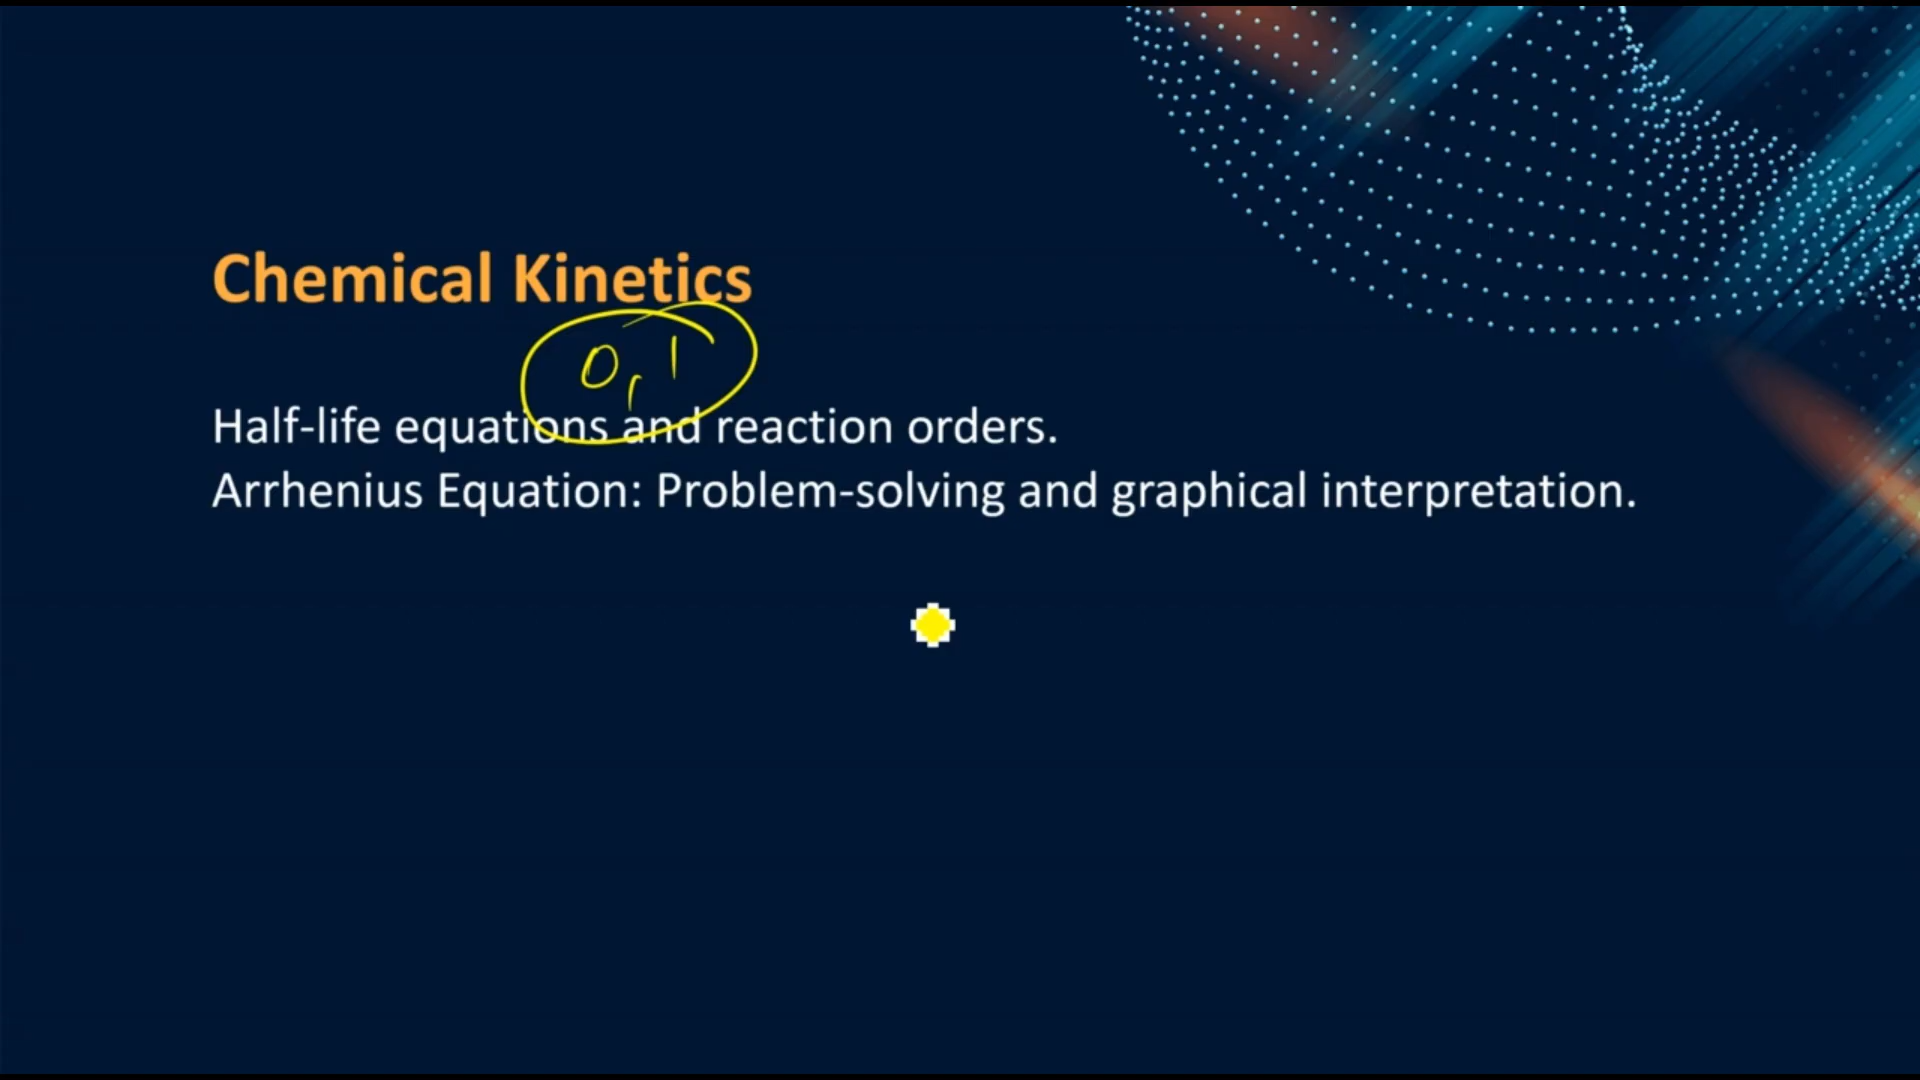 Chemical Kinetics
0, 1
Half-life equations and reaction orders.
Arrhenius Equation: Problem-solving and graphical interpretation.